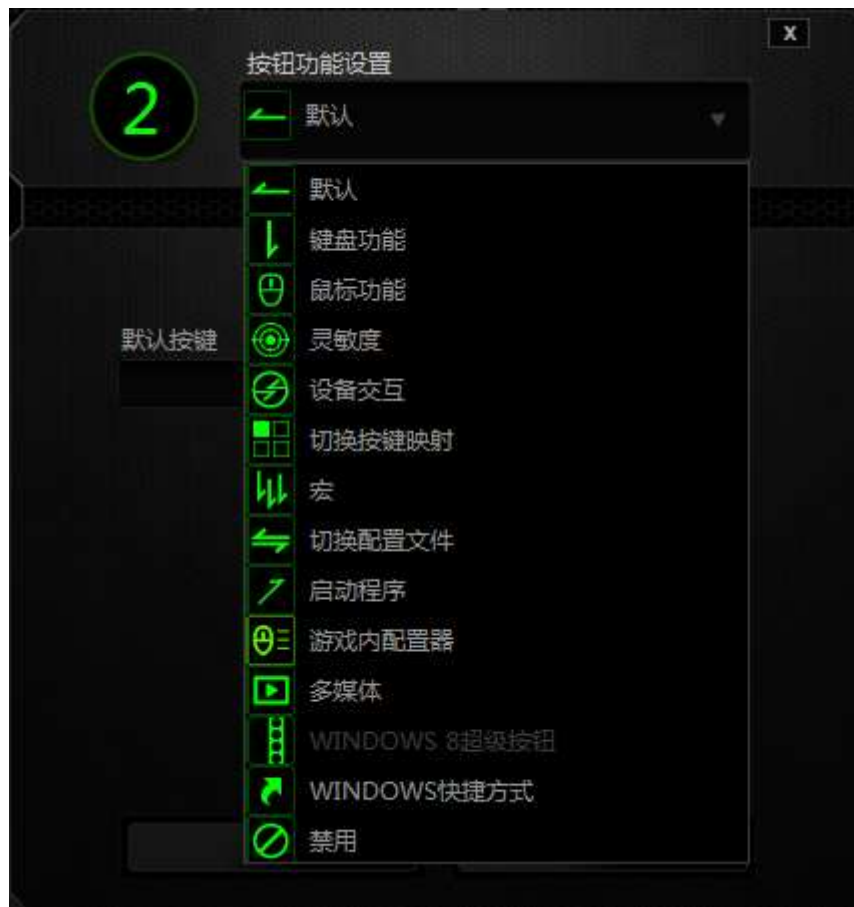 X
按钮功能设置
2
默认
默认
键盘功能
鼠标功能
灵敏度
默认按键
设备交互
切换按键映射
宏
切换配置文件
启动程序
游戏内配置器
多媒体
WINDOWS 8超级按钮
WINDOWS快捷方式
禁用